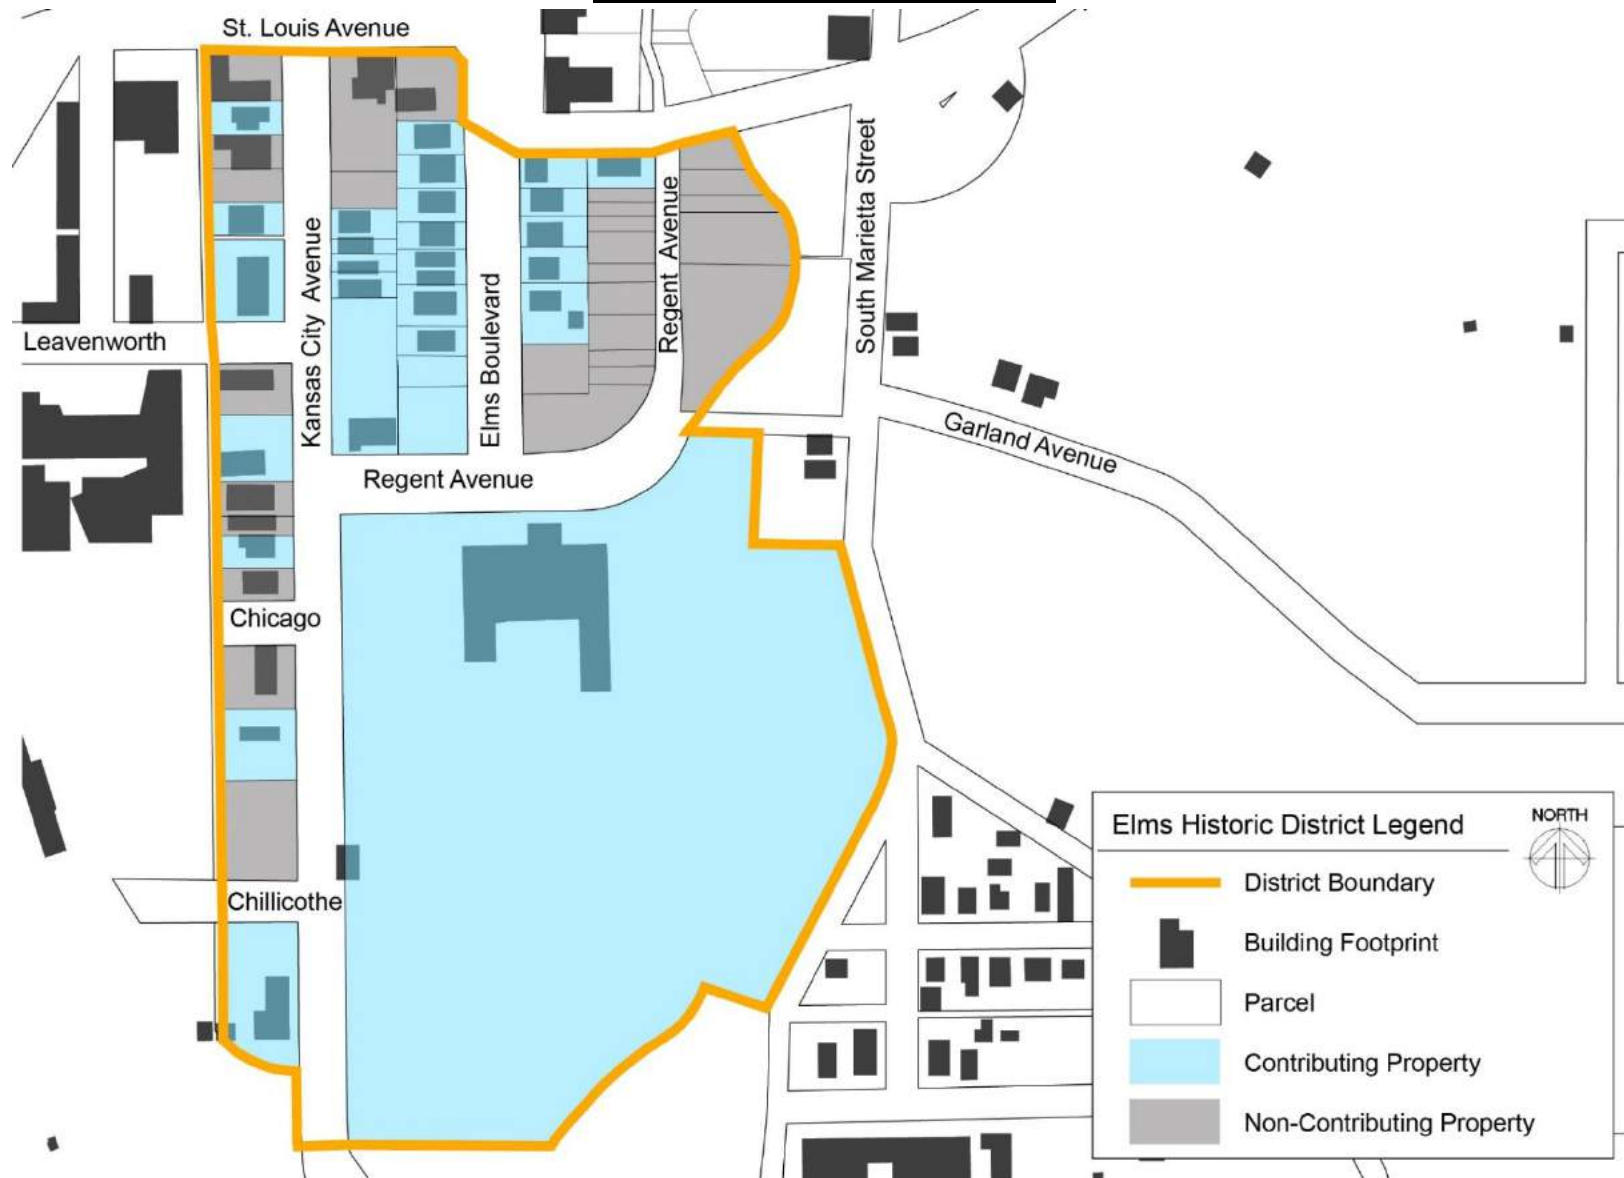 St. Louis Avenue
South Marietta Street
Regent Avenue
Kansas City Avenue
Elms Boulevard
Leavenworth
Garland Avenue
Regent Avenue
Chicago
Elms Historic District Legend
NORTH
District Boundary
Chillicothe
Building Footprint
Parcel
Contributing Property
Non-Contributing Property